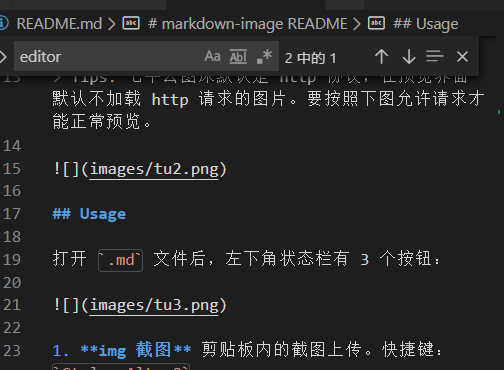 README.md > # markdown-image README > ## Usage
editor
Aa Ab 2 中的 1
默认不加载 http 请求的图片。要按照下图允许请求才
能正常预览。
14
15 ![](images/tu2.png)
16
17 ## Usage
18
19 打开 `.md` 文件后，左下角状态栏有 3 个按钮：
20
21 ![](images/tu3.png)
22
23 1. **img 截图** 剪贴板内的截图上传。快捷键：